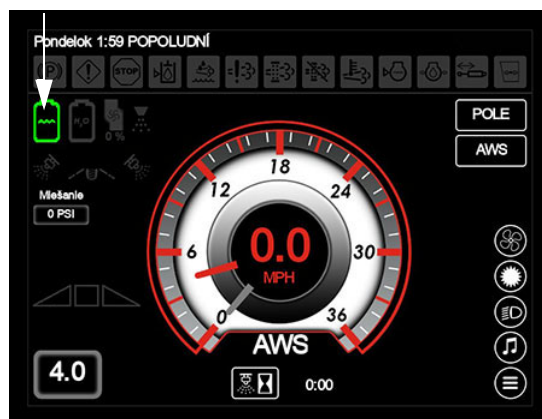 Pondelok 1:59 POPOLUDNÍ
(P) STOP
H₂O
0 %
POLE
AWS
Miešanie
0 PSI
0 6 12 18 24 30 36
0.0
MPH
AWS
4.0
0:00